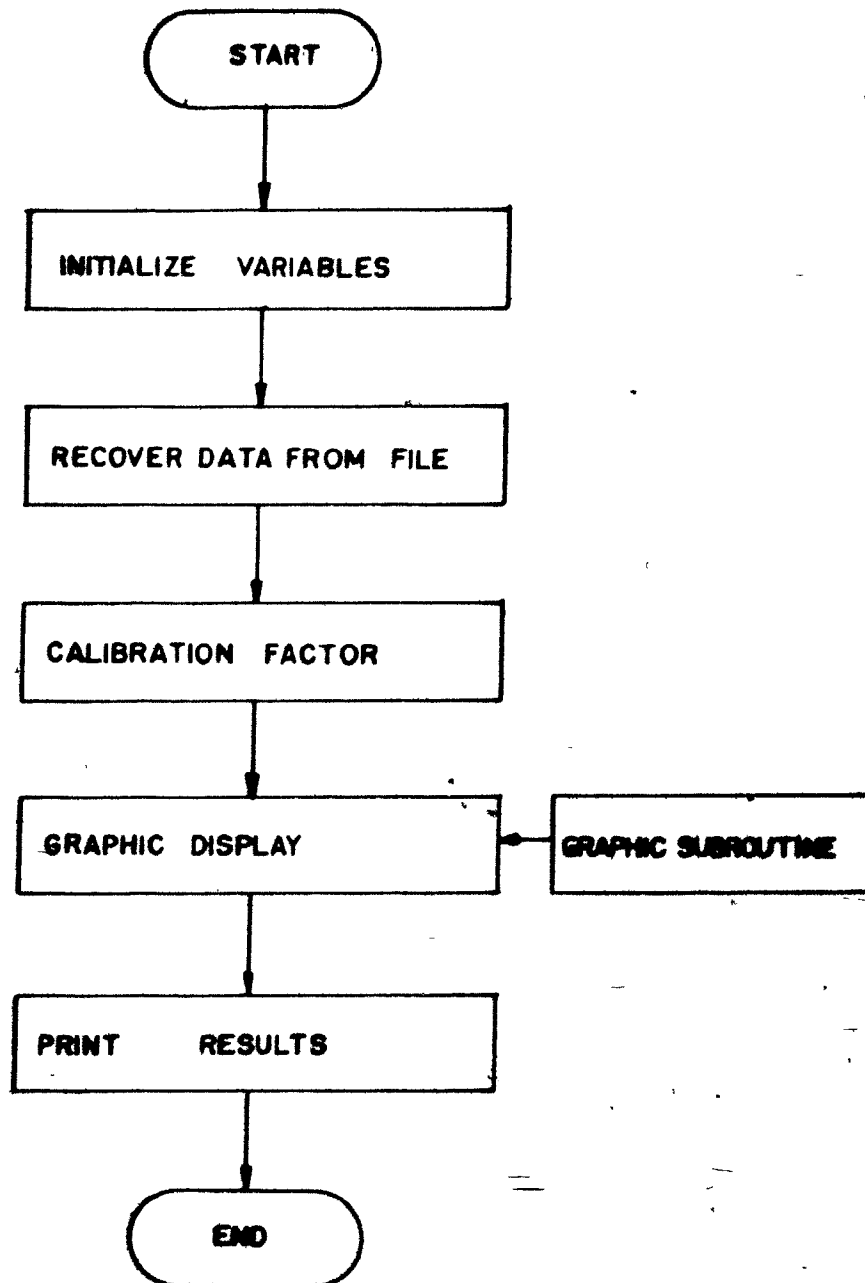 START
INITIALIZE VARIABLES
RECOVER DATA FROM FILE
CALIBRATION FACTOR
GRAPHIC DISPLAY
GRAPHIC SUBROUTINE
PRINT RESULTS
END